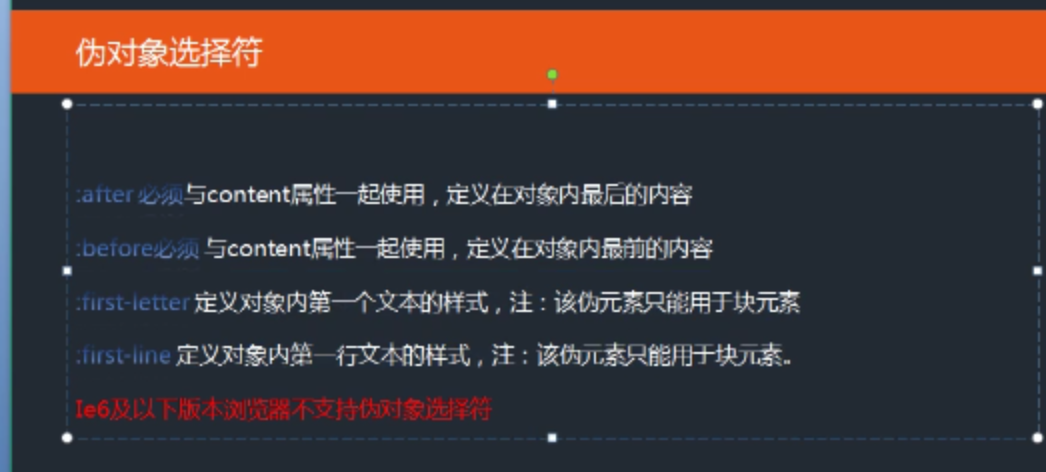 伪对象选择符
:after 必须与content属性一起使用，定义在对象内最后的内容
:before必须 与content属性一起使用，定义在对象内最前的内容
:first-letter 定义对象内第一个文本的样式，注：该伪元素只能用于块元素
:first-line 定义对象内第一行文本的样式，注：该伪元素只能用于块元素。
Ie6及以下版本浏览器不支持伪对象选择符